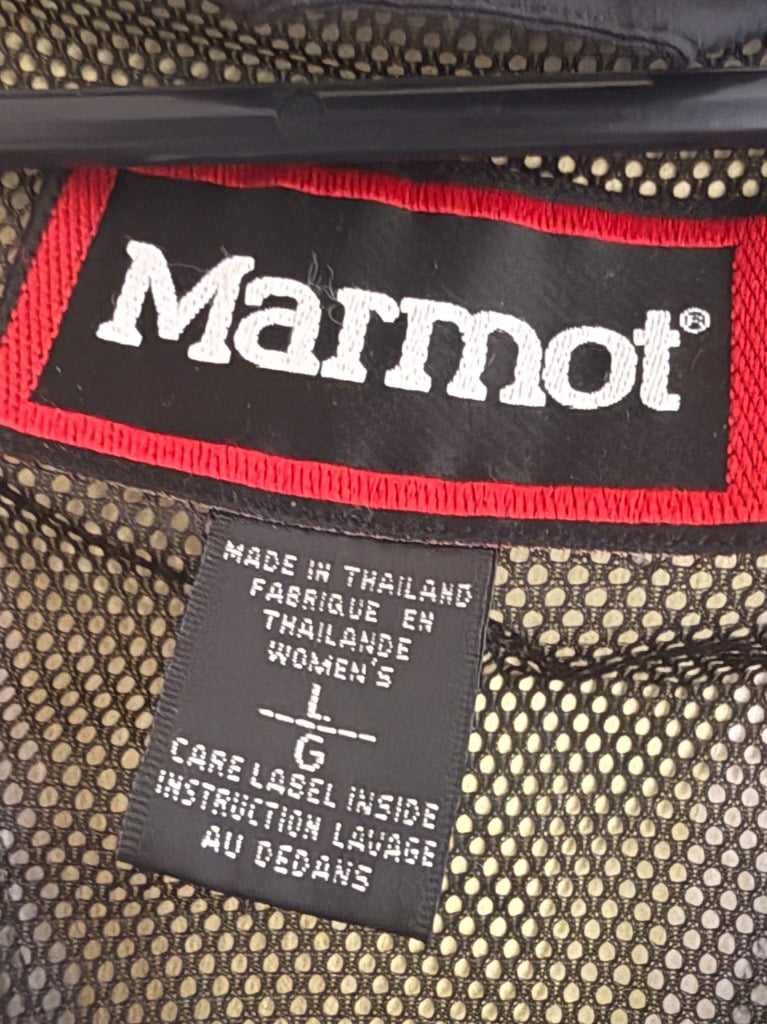 Marmot®
MADE IN THAILAND
FABRIQUE EN
THAILANDE
WOMEN'S
L
G
CARE LABEL INSIDE
INSTRUCTION LAVAGE
AU DEDANS